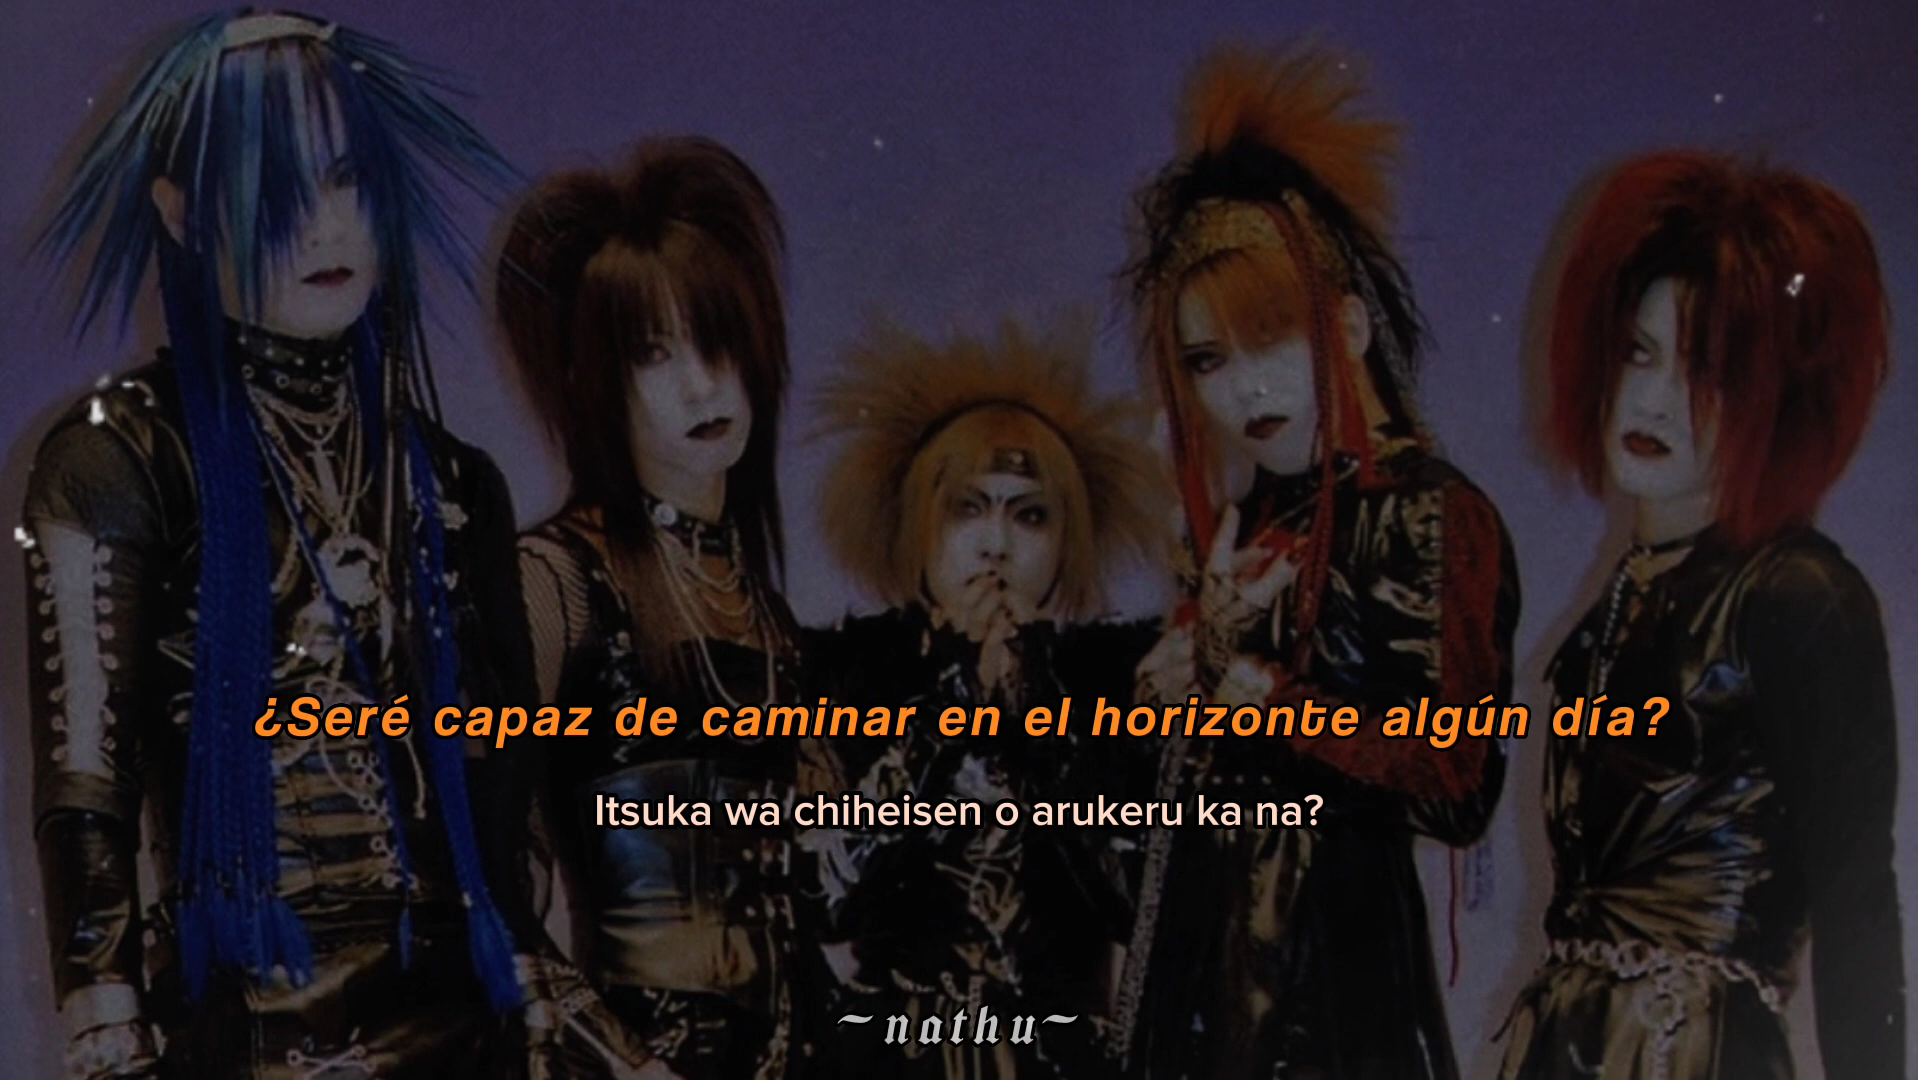 ¿Seré capaz de caminar en el horizonte algún día?
Itsuka wa chiheisen o arukeru ka na?
~nathu~